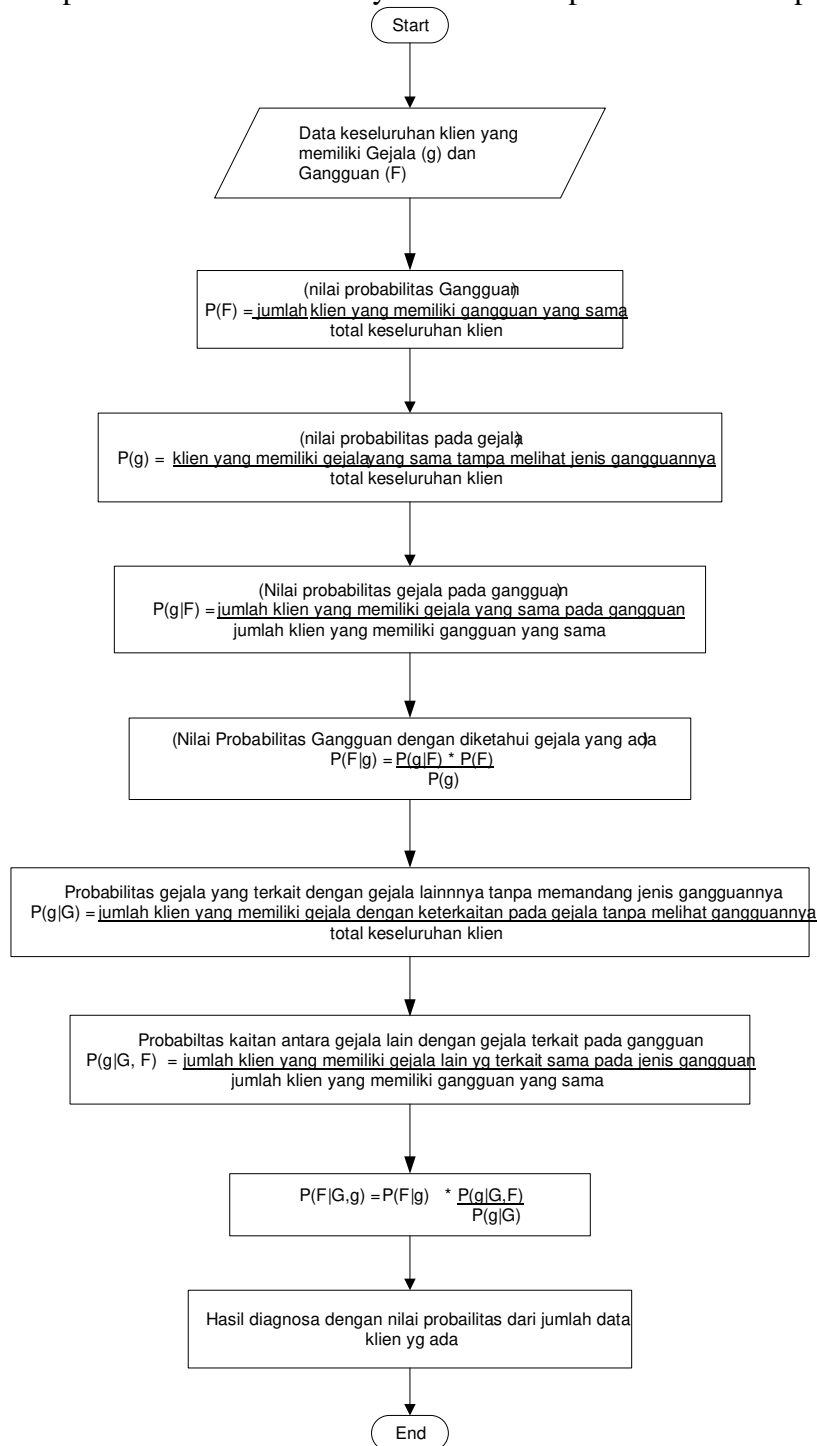 Start
Data keseluruhan klien yang
memiliki Gejala (g) dan
Gangguan (F)
(nilai probabilitas Gangguan)
P(F) = jumlah klien yang memiliki gangguan yang sama
total keseluruhan klien
(nilai probabilitas pada gejala)
P(g) = klien yang memiliki gejala yang sama tampa melihat jenis gangguannya
total keseluruhan klien
(Nilai probabilitas gejala pada gangguan)
P(g|F) = jumlah klien yang memiliki gejala yang sama pada gangguan
jumlah klien yang memiliki gangguan yang sama
(Nilai Probabilitas Gangguan dengan diketahui gejala yang ada)
P(F|g) = P(g|F) * P(F)
P(g)
Probabilitas gejala yang terkait dengan gejala lainnnya tanpa memandang jenis gangguannya
P(g|G) = jumlah klien yang memiliki gejala dengan keterkaitan pada gejala tanpa melihat gangguannya
total keseluruhan klien
Probabiltas kaitan antara gejala lain dengan gejala terkait pada gangguan
P(g|G, F) = jumlah klien yang memiliki gejala lain yg terkait sama pada jenis gangguan
jumlah klien yang memiliki gangguan yang sama
P(F|G,g) = P(F|g) * P(g|G,F)
P(g|G)
Hasil diagnosa dengan nilai probailitas dari jumlah data
klien yg ada
End